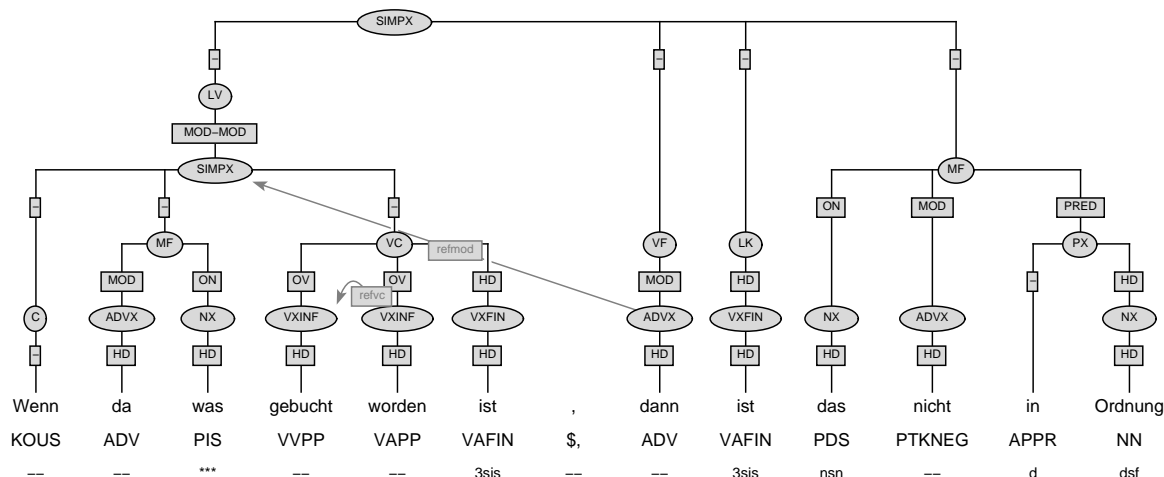 SIMPX
– – – –
LV
MOD–MOD
SIMPX MF
– – – ON MOD PRED
MF VC refmod VF LK PX
MOD ON OV OV HD MOD HD – HD
refvc
C ADVX NX VXINF VXINF VXFIN ADVX VXFIN NX ADVX NX
– HD HD HD HD HD HD HD HD HD HD
Wenn da was gebucht worden ist , dann ist das nicht in Ordnung
KOUS ADV PIS VVPP VAPP VAFIN $, ADV VAFIN PDS PTKNEG APPR NN
–– –– *** –– –– 3sis –– –– 3sis nsn –– d dsf